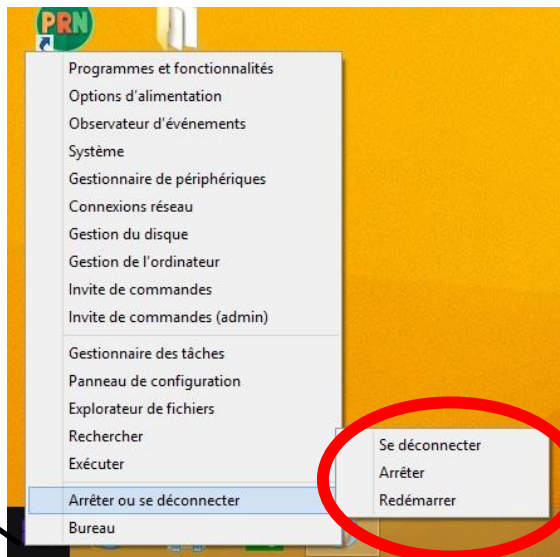 PRN
Programmes et fonctionnalités
Options d'alimentation
Observateur d'événements
Système
Gestionnaire de périphériques
Connexions réseau
Gestion du disque
Gestion de l'ordinateur
Invite de commandes
Invite de commandes (admin)
Gestionnaire des tâches
Panneau de configuration
Explorateur de fichiers
Rechercher
Exécuter
Arrêter ou se déconnecter
Bureau
Se déconnecter
Arrêter
Redémarrer